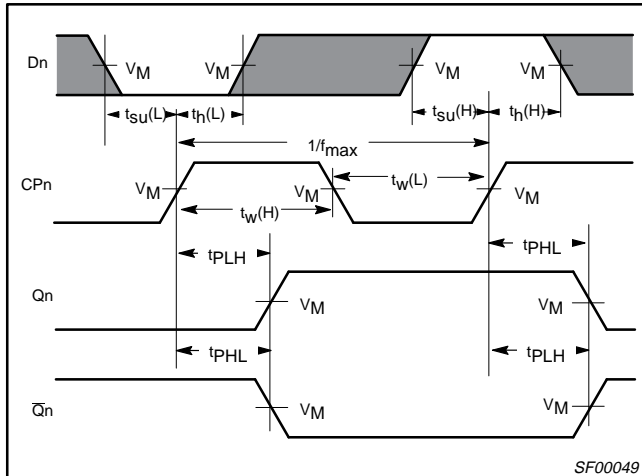 Dn
VM VM VM VM
tsu(L) th(L) tsu(H) th(H)
1/fmax
CPn
VM VM VM
tw(H) tw(L)
tPLH tPHL
Qn
VM VM
tPHL tPLH
Q̅n
VM VM
SF00049